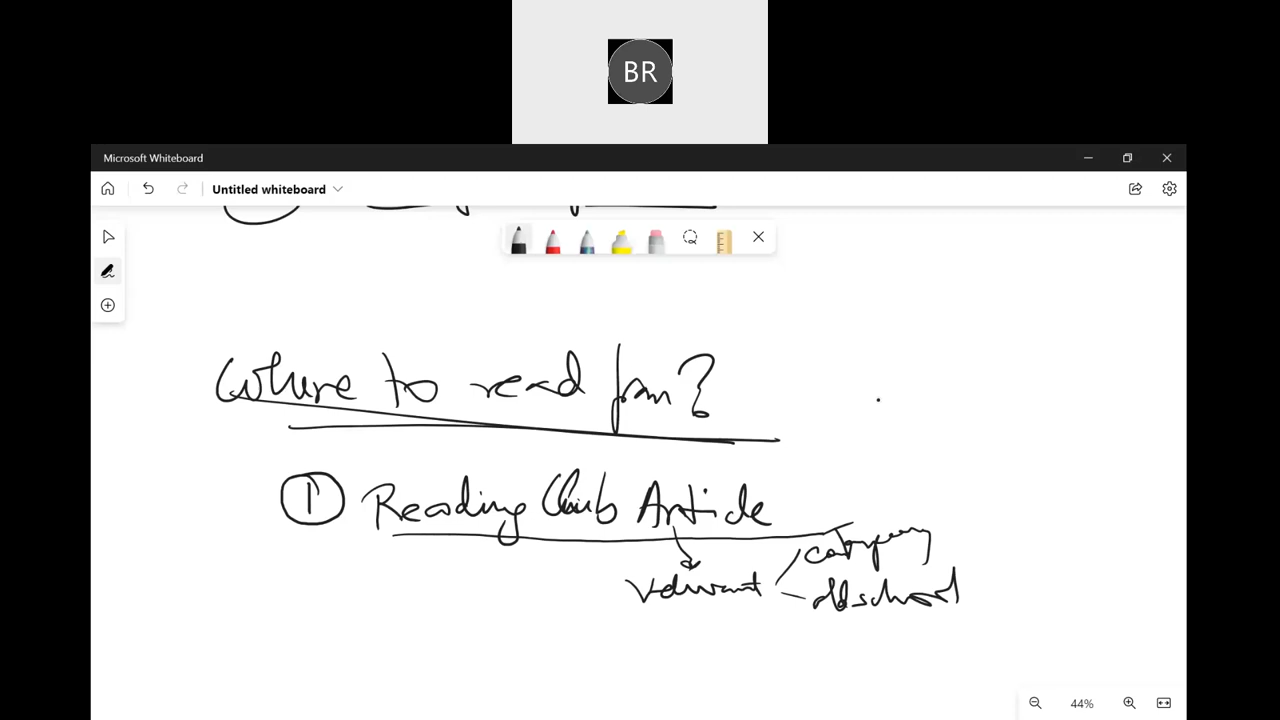 BR
Microsoft Whiteboard
Untitled whiteboard
Where to read from?
① Reading Club Article
category
relevant
old school
44%